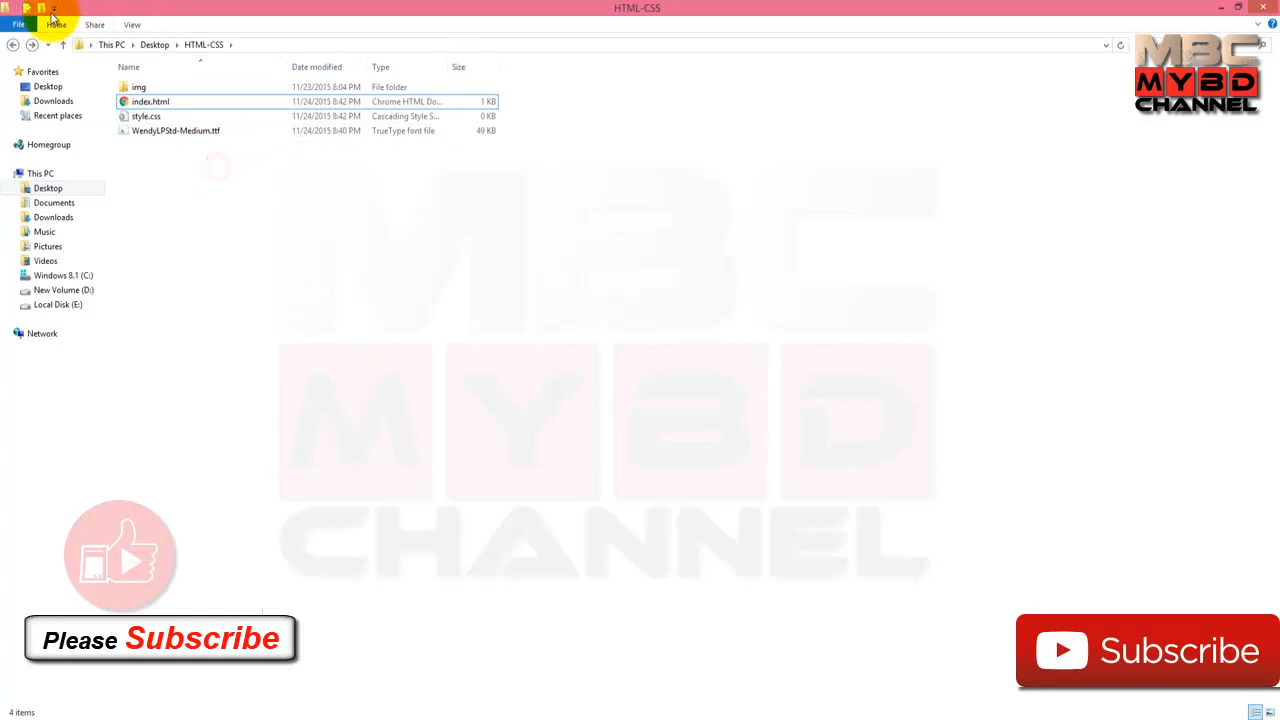 HTML-CSS
File Home Share View
This PC Desktop HTML-CSS
MBC
MYBD
CHANNEL
Name Date modified Type Size
img 11/23/2015 8:04 PM File folder
index.html 11/24/2015 8:42 PM Chrome HTML Do... 1 KB
style.css 11/24/2015 8:42 PM Cascading Style S... 0 KB
WendyLPStd-Medium.ttf 11/24/2015 8:40 PM TrueType font file 49 KB
Favorites
Desktop
Downloads
Recent places
Homegroup
This PC
Desktop
Documents
Downloads
Music
Pictures
Videos
Windows 8.1 (C:)
New Volume (D:)
Local Disk (E:)
Network
MBC
MYBD
CHANNEL
Please Subscribe
Subscribe
4 items